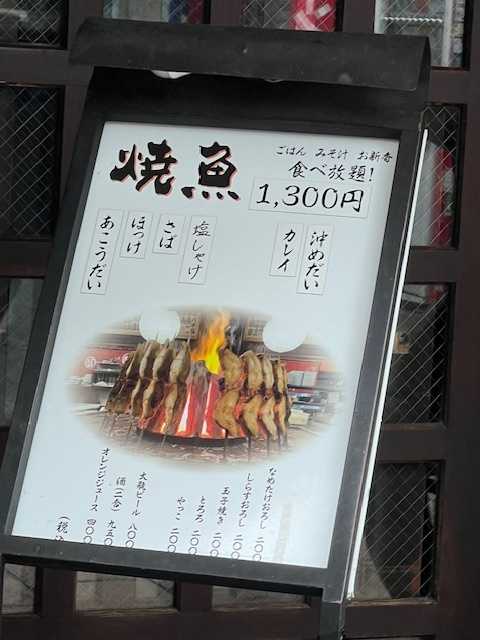 焼魚
ごはん みそ汁 お新香
食べ放題!
1,300円
沖めだい
カレイ
塩しゃけ
さば
ほっけ
あこうだい
なめたけおろし 二〇〇
しらすおろし 二〇〇
玉子焼き 二〇〇
とろろ 二〇〇
やっこ 二〇〇
大瓶ビール 八〇〇
酒(二合) 九五〇
オレンジジュース 四〇〇
(税